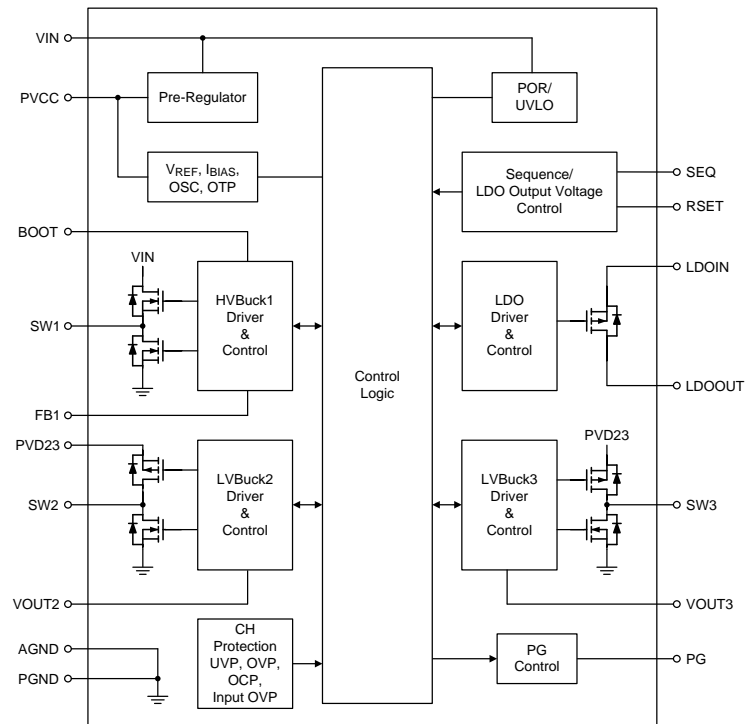 VIN
PVCC
Pre-Regulator
POR/
UVLO
VREF, IBIAS,
OSC, OTP
Sequence/
LDO Output Voltage
Control
SEQ
RSET
BOOT
VIN
SW1
HVBuck1
Driver
&
Control
FB1
Control
Logic
LDO
Driver
&
Control
LDOIN
LDOOUT
PVD23
SW2
LVBuck2
Driver
&
Control
VOUT2
LVBuck3
Driver
&
Control
PVD23
SW3
VOUT3
AGND
PGND
CH
Protection
UVP, OVP,
OCP,
Input OVP
PG
Control
PG